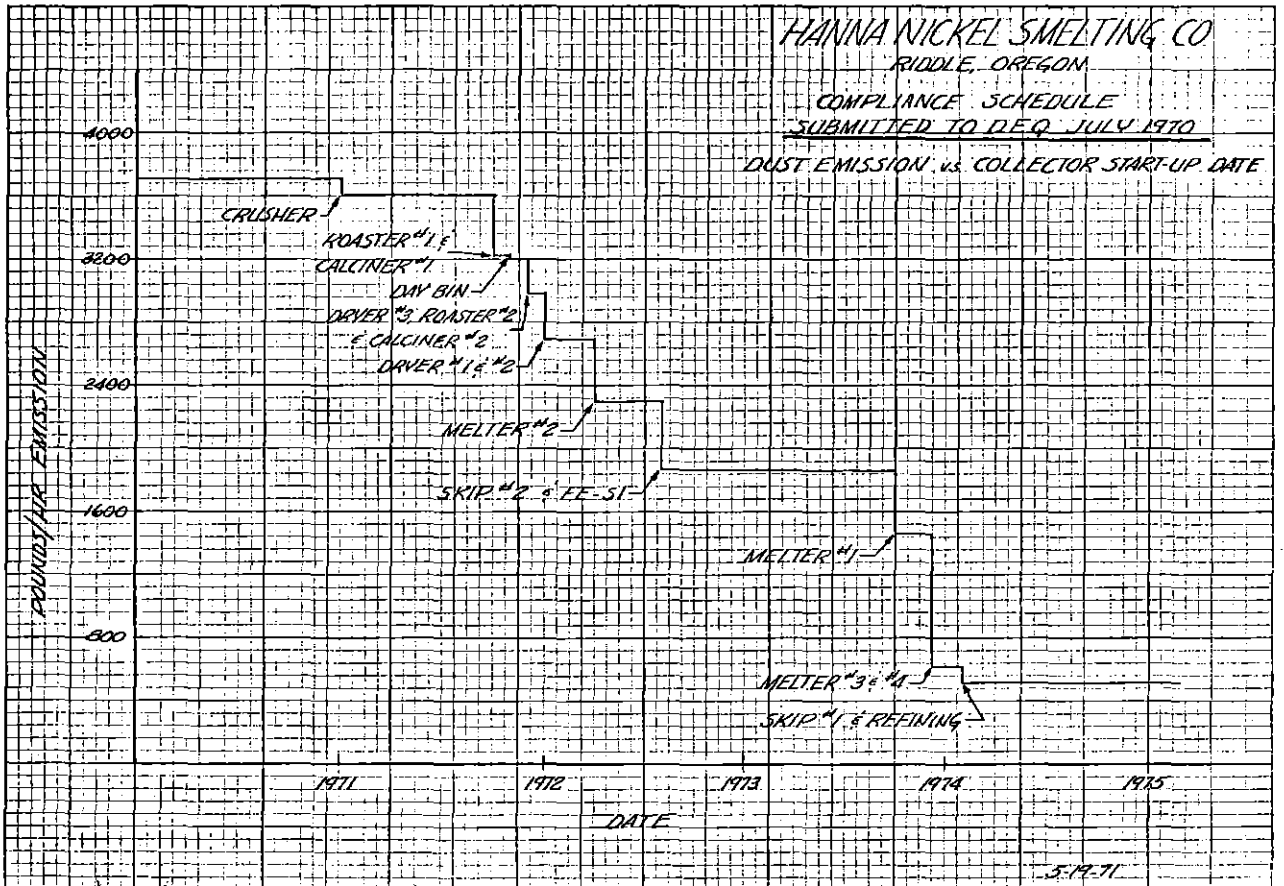 HANNA NICKEL SMELTING CO
RIDDLE, OREGON
COMPLIANCE SCHEDULE
SUBMITTED TO D.E.Q. JULY 1970
DUST EMISSION vs COLLECTOR START-UP DATE
4000
CRUSHER
ROASTER #1 &
3200
CALCINER #1
DAY BIN
DRYER #3, ROASTER #2
& CALCINER #2
DRYER #1 & #2
2400
MELTER #2
SKIP #2 & FE-SI
1600
MELTER #1
POUNDS/HR EMISSION
800
MELTER #3 & #4
SKIP #1 & REFINING
1971 1972 1973 1974 1975
DATE
5-19-71